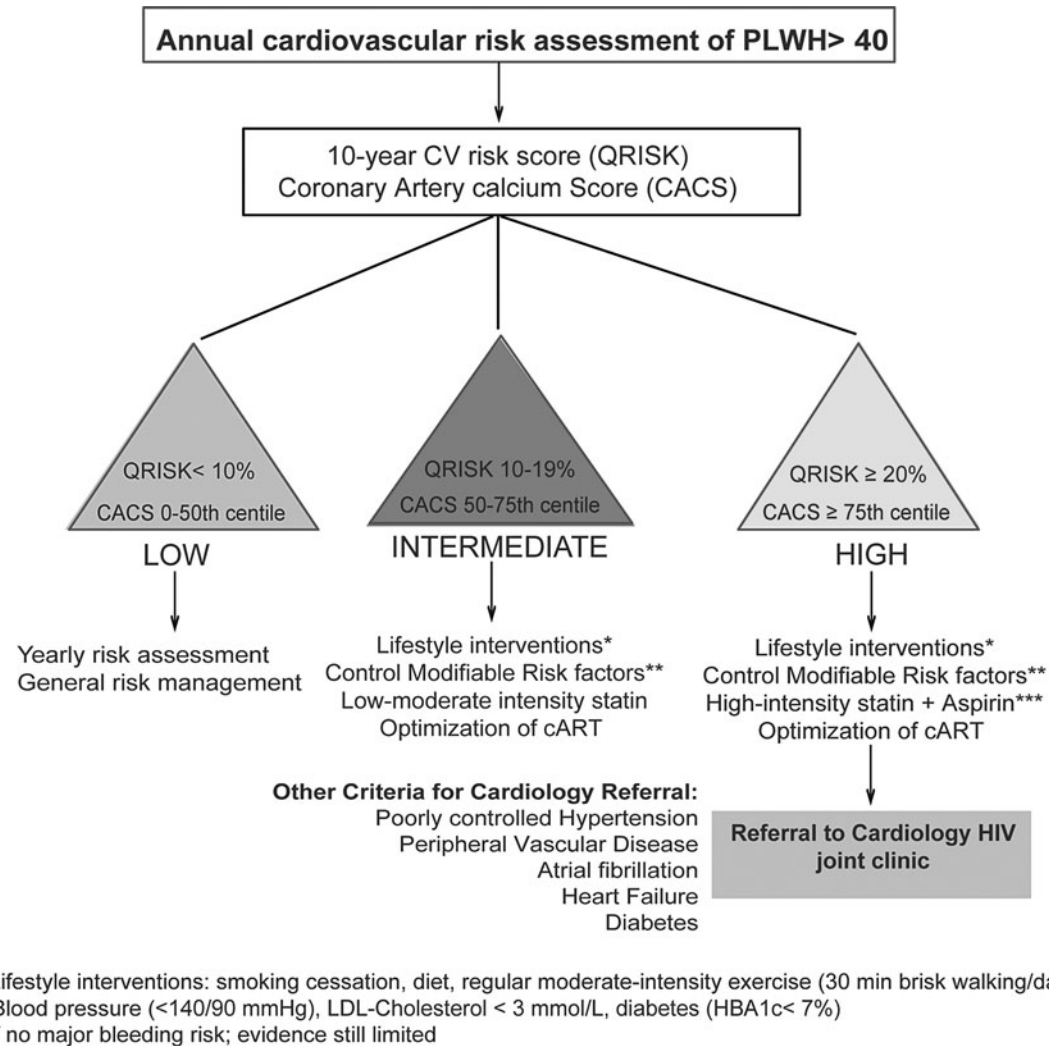 Annual cardiovascular risk assessment of PLWH> 40
10-year CV risk score (QRISK)
Coronary Artery calcium Score (CACS)
QRISK< 10%
CACS 0-50th centile
LOW
QRISK 10-19%
CACS 50-75th centile
INTERMEDIATE
QRISK ≥ 20%
CACS ≥ 75th centile
HIGH
Yearly risk assessment
General risk management
Lifestyle interventions*
Control Modifiable Risk factors**
Low-moderate intensity statin
Optimization of cART
Lifestyle interventions*
Control Modifiable Risk factors**
High-intensity statin + Aspirin***
Optimization of cART
Other Criteria for Cardiology Referral:
Poorly controlled Hypertension
Peripheral Vascular Disease
Atrial fibrillation
Heart Failure
Diabetes
Referral to Cardiology HIV
joint clinic
ifestyle interventions: smoking cessation, diet, regular moderate-intensity exercise (30 min brisk walking/da
Blood pressure (<140/90 mmHg), LDL-Cholesterol < 3 mmol/L, diabetes (HBA1c< 7%)
no major bleeding risk; evidence still limited